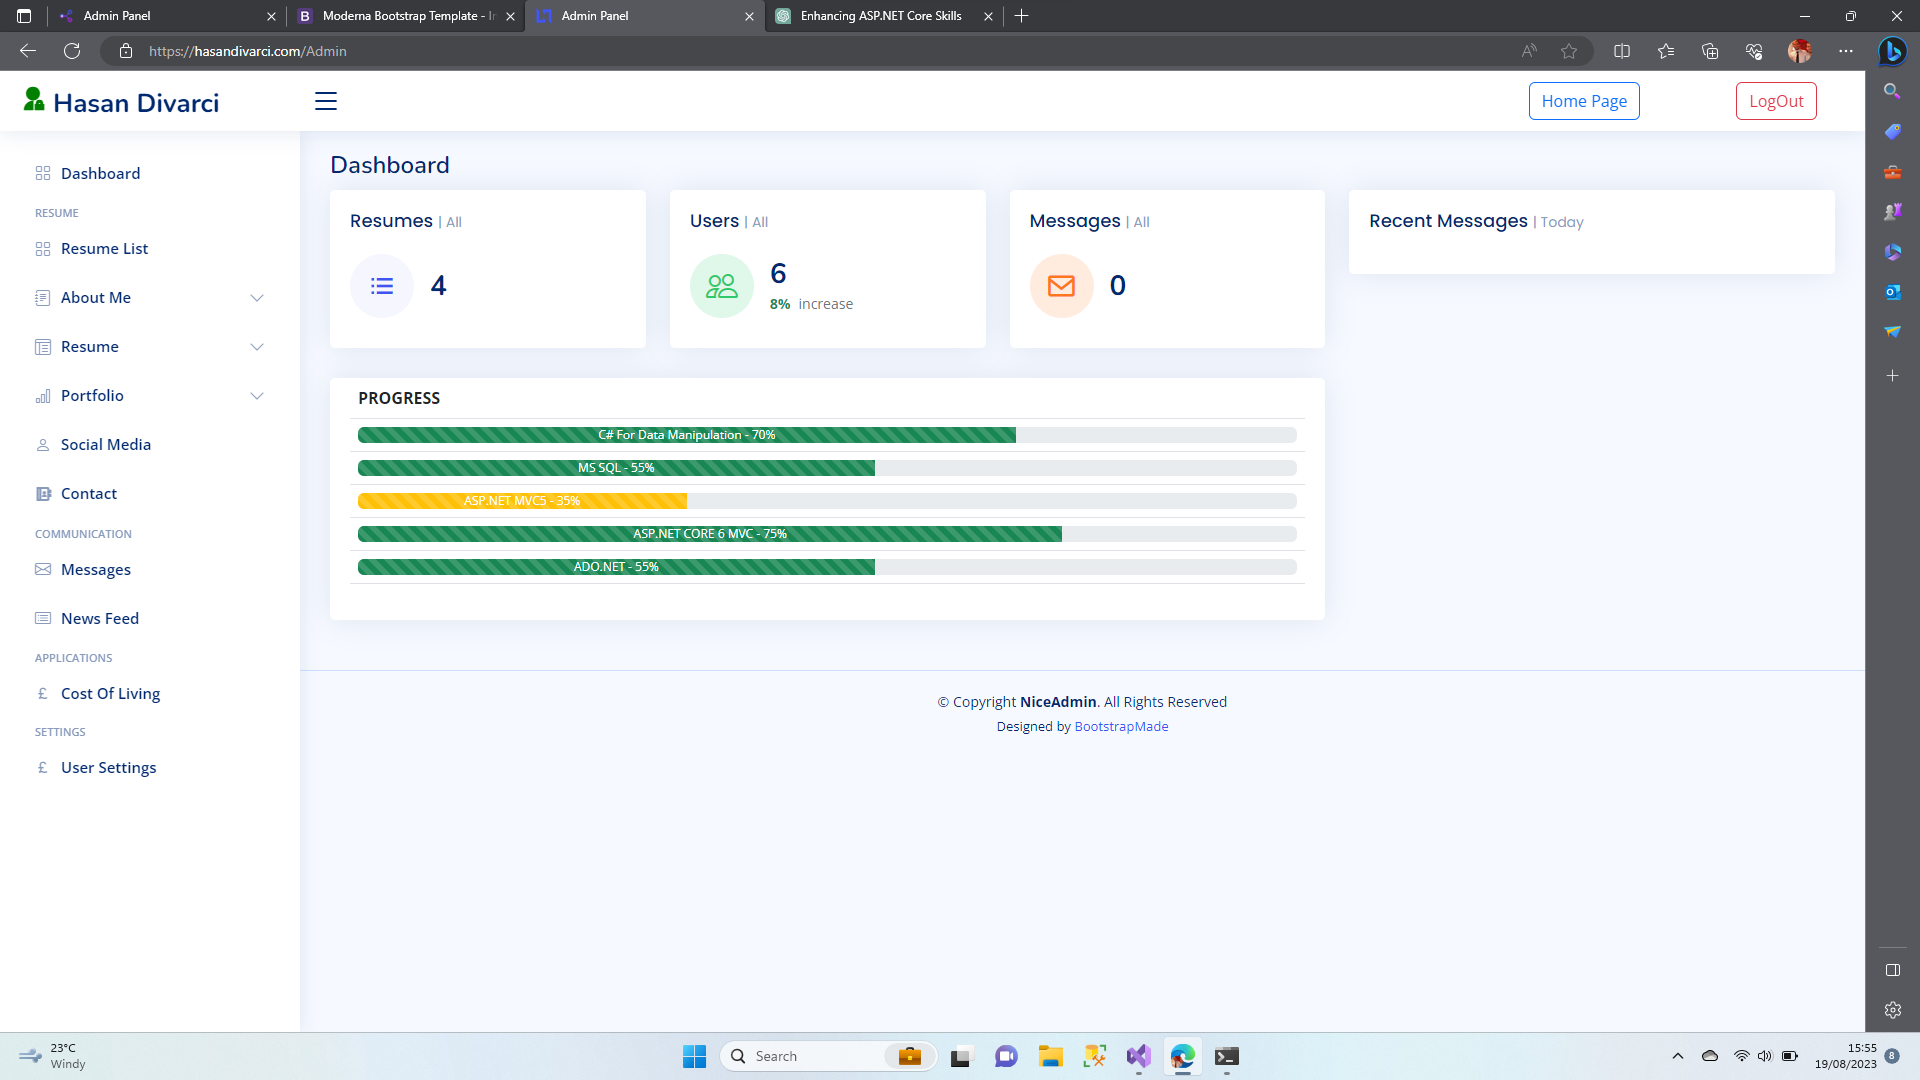 Admin Panel
Moderna Bootstrap Template - In
Admin Panel
Enhancing ASP.NET Core Skills
https://hasandivarci.com/Admin
Hasan Divarci
Home Page
LogOut
Dashboard
RESUME
Resume List
About Me
Resume
Portfolio
Social Media
Contact
COMMUNICATION
Messages
News Feed
APPLICATIONS
£ Cost Of Living
SETTINGS
£ User Settings
Dashboard
Resumes | All
4
Users | All
6
8% increase
Messages | All
0
Recent Messages | Today
PROGRESS
C# For Data Manipulation - 70%
MS SQL - 55%
ASP.NET MVC5 - 35%
ASP.NET CORE 6 MVC - 75%
ADO.NET - 55%
© Copyright NiceAdmin. All Rights Reserved
Designed by BootstrapMade
23°C
Windy
Search
15:55
19/08/2023
8